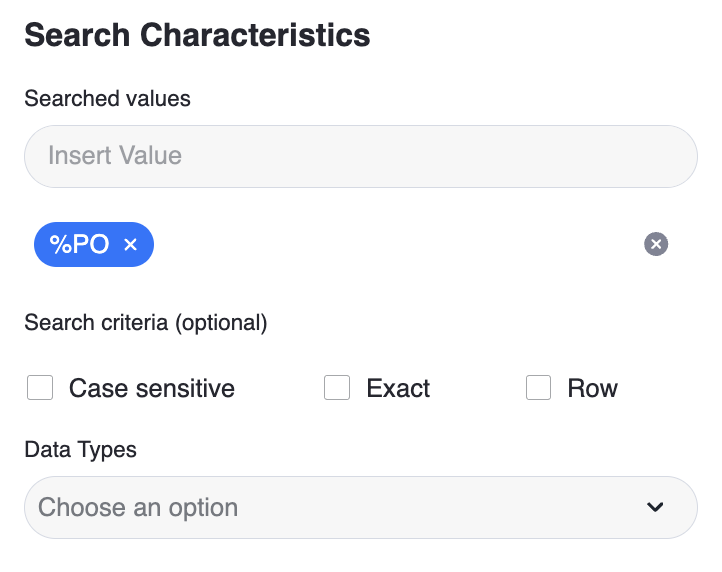 Search Characteristics
Searched values
Insert Value
%PO ×
Search criteria (optional)
Case sensitive Exact Row
Data Types
Choose an option